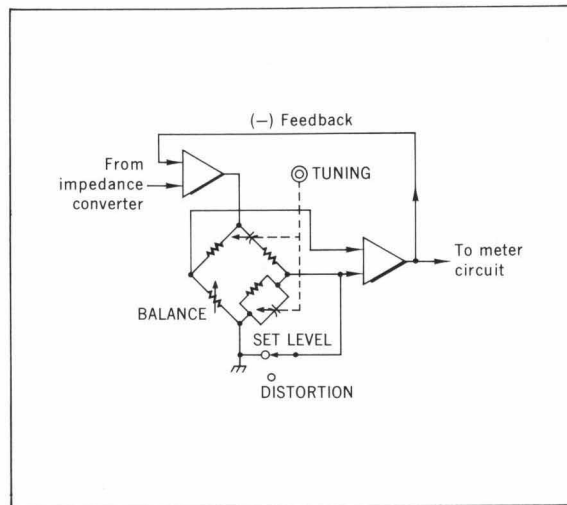 (−) Feedback
From
impedance
converter
TUNING
To meter
circuit
BALANCE
SET LEVEL
DISTORTION